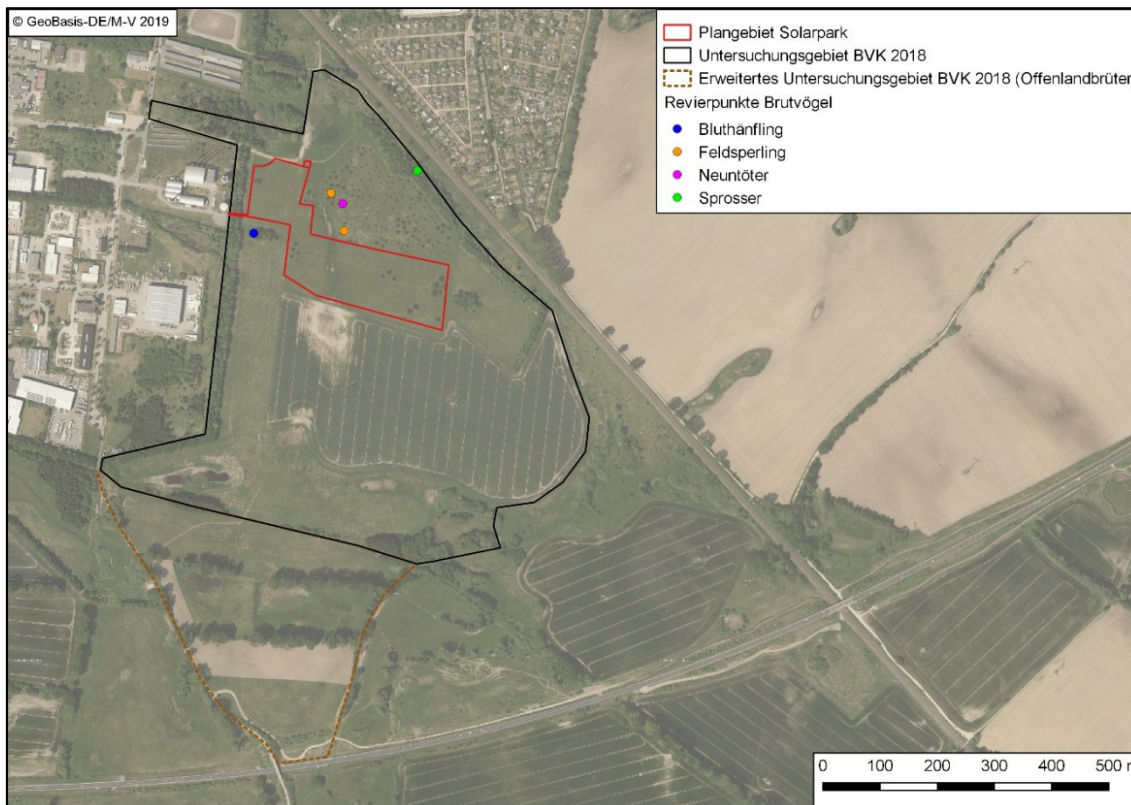 © GeoBasis-DE/M-V 2019
Plangebiet Solarpark
Untersuchungsgebiet BVK 2018
Erweitertes Untersuchungsgebiet BVK 2018 (Offenlandbrüter
Revierpunkte Brutvögel
Bluthänfling
Feldsperling
Neuntöter
Sprosser
0 100 200 300 400 500 m